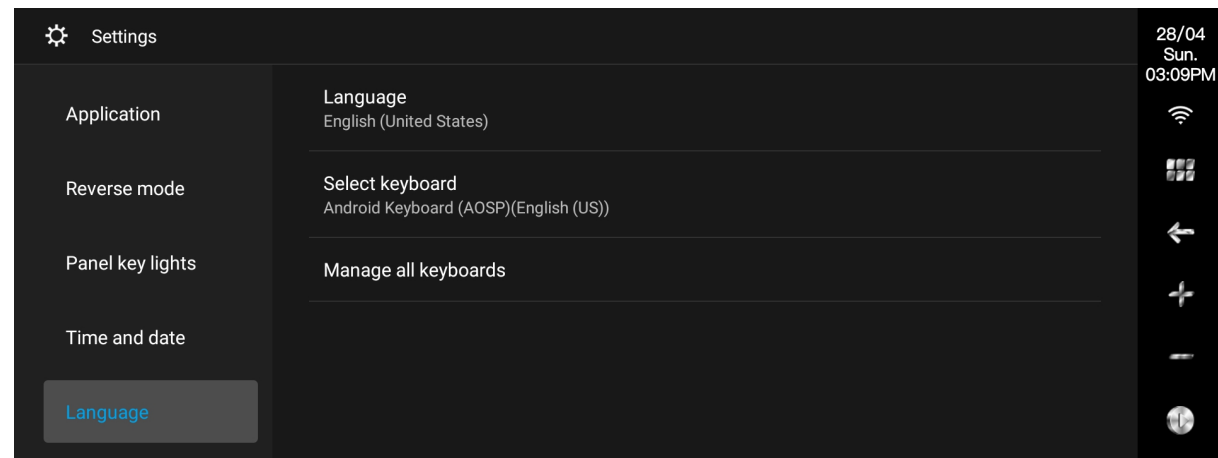 Settings
28/04
Sun.
03:09PM
Application
Reverse mode
Panel key lights
Time and date
Language
Language
English (United States)
Select keyboard
Android Keyboard (AOSP)(English (US))
Manage all keyboards